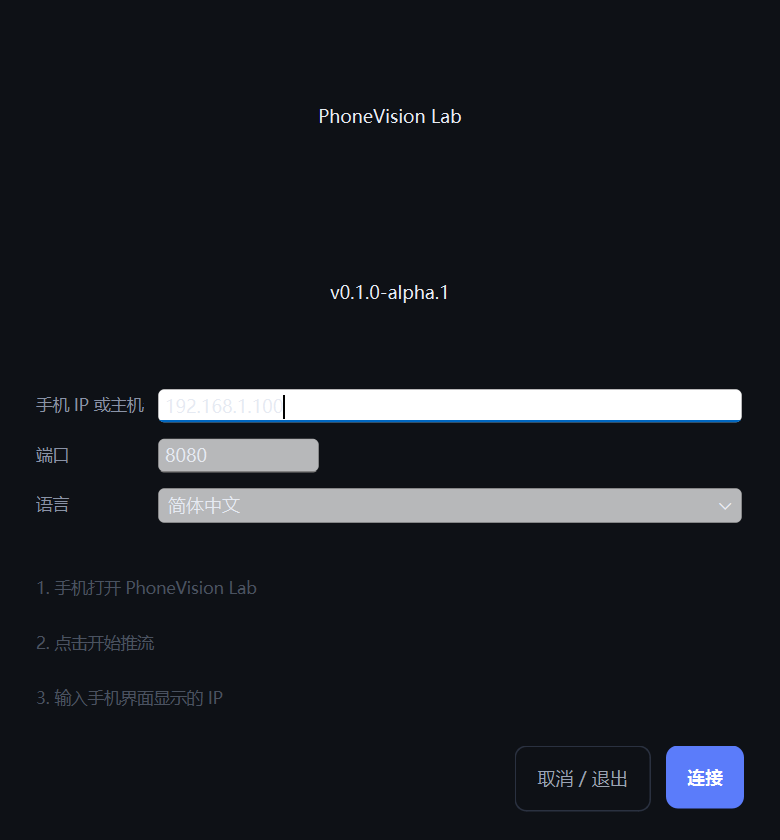 PhoneVision Lab
v0.1.0-alpha.1
手机 IP 或主机 192.168.1.100
端口 8080
语言 简体中文
1. 手机打开 PhoneVision Lab
2. 点击开始推流
3. 输入手机界面显示的 IP
取消 / 退出 连接